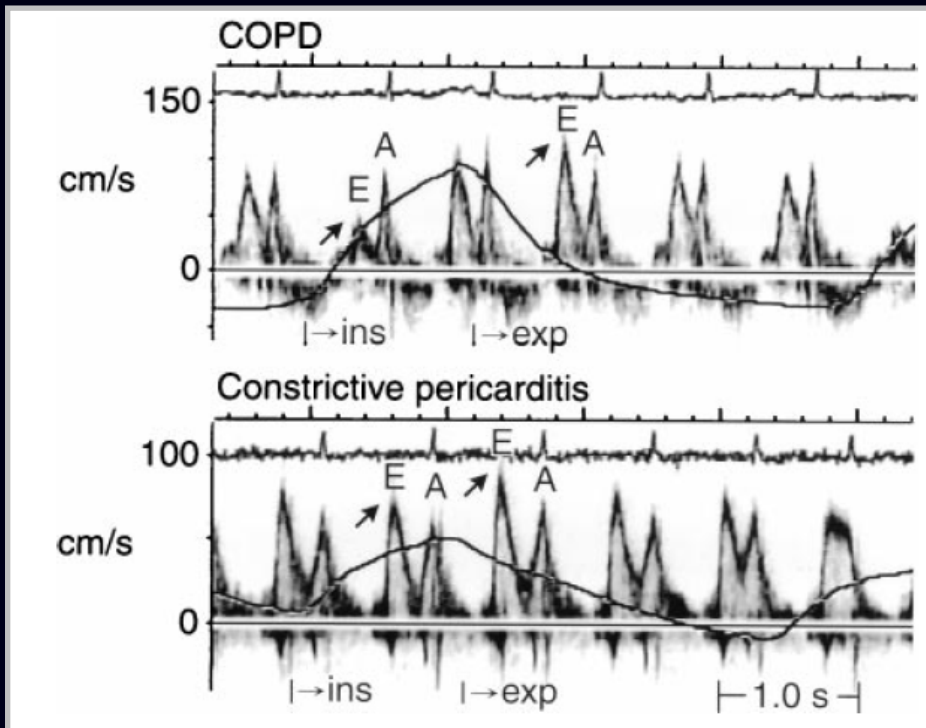 COPD
150
E
A
E
A
cm/s
0
|→ins
|→exp
Constrictive pericarditis
100
E
A
E
A
cm/s
0
|→ins
|→exp
1.0 s